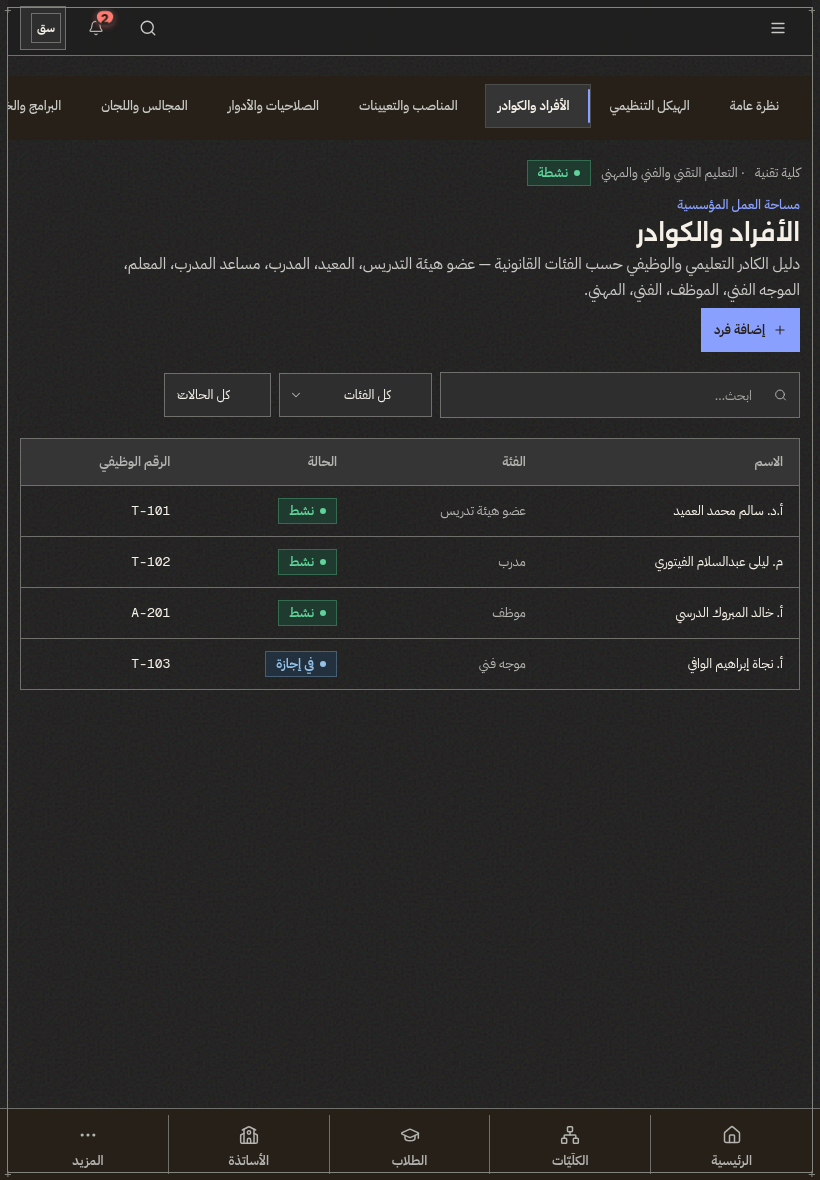 سق
2
نظرة عامة
الهيكل التنظيمي
الأفراد والكوادر
المناصب والتعيينات
الصلاحيات والأدوار
المجالس واللجان
البرامج والخ
كلية تقنية · التعليم التقني والفني والمهني
نشطة
مساحة العمل المؤسسية
الأفراد والكوادر
دليل الكادر التعليمي والوظيفي حسب الفئات القانونية — عضو هيئة التدريس، المعيد، المدرب، مساعد المدرب، المعلم،
الموجه الفني، الموظف، الفني، المهني.
إضافة فرد
ابحث...
كل الفئات
كل الحالات
الاسم الفئة الحالة الرقم الوظيفي
أ.د. سالم محمد العميد عضو هيئة تدريس نشط T-101
م. ليلى عبدالسلام الفيتوري مدرب نشط T-102
أ. خالد المبروك الدرسي موظف نشط A-201
أ. نجاة إبراهيم الوافي موجه فني في إجازة T-103
الرئيسية
الكليّات
الطلاب
الأساتذة
المزيد